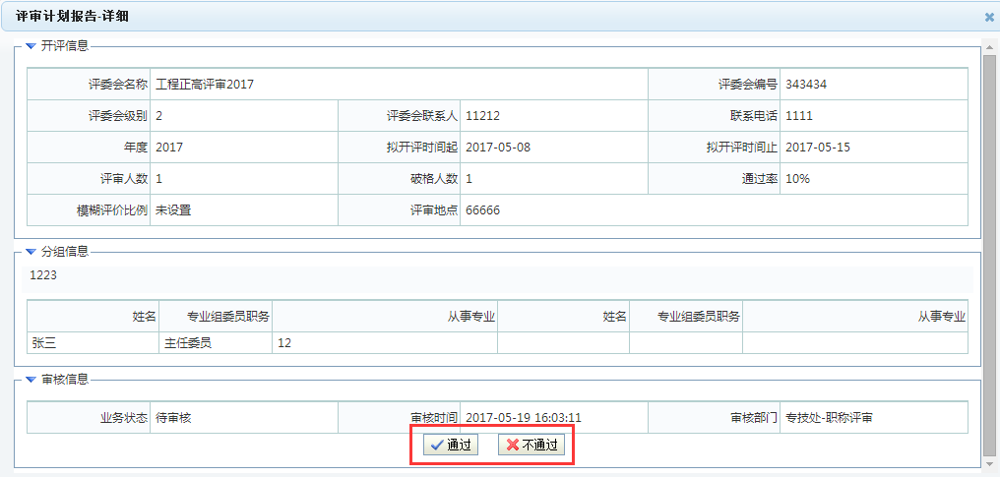 评审计划报告-详细
开评信息
评委会名称 工程正高评审2017 评委会编号 343434
评委会级别 2 评委会联系人 11212 联系电话 1111
年度 2017 拟开评时间起 2017-05-08 拟开评时间止 2017-05-15
评审人数 1 破格人数 1 通过率 10%
模糊评价比例 未设置 评审地点 66666
分组信息
1223
姓名 专业组委员职务 从事专业 姓名 专业组委员职务 从事专业
张三 主任委员 12
审核信息
业务状态 待审核 审核时间 2017-05-19 16:03:11 审核部门 专技处-职称评审
通过 不通过